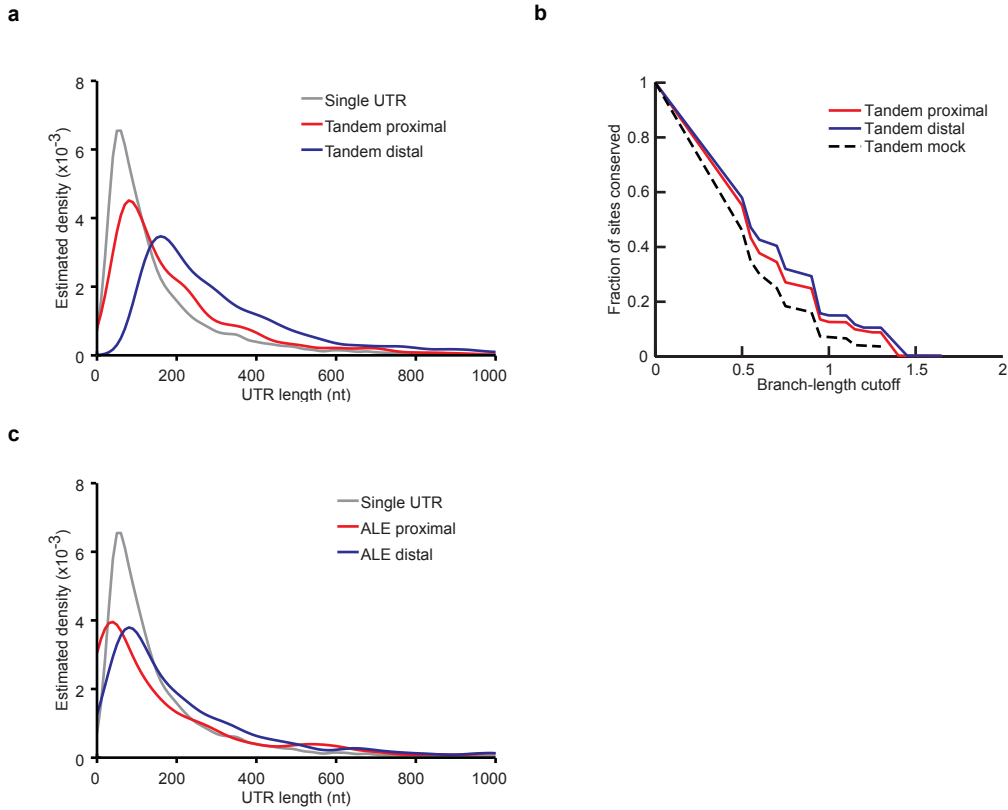 a
8
6
4
2
0
Estimated density (x10⁻³)
Single UTR
Tandem proximal
Tandem distal
0 200 400 600 800 1000
UTR length (nt)
b
1
0.8
0.6
0.4
0.2
0
Fraction of sites conserved
Tandem proximal
Tandem distal
Tandem mock
0 0.5 1 1.5 2
Branch-length cutoff
c
8
6
4
2
0
Estimated density (x10⁻³)
Single UTR
ALE proximal
ALE distal
0 200 400 600 800 1000
UTR length (nt)